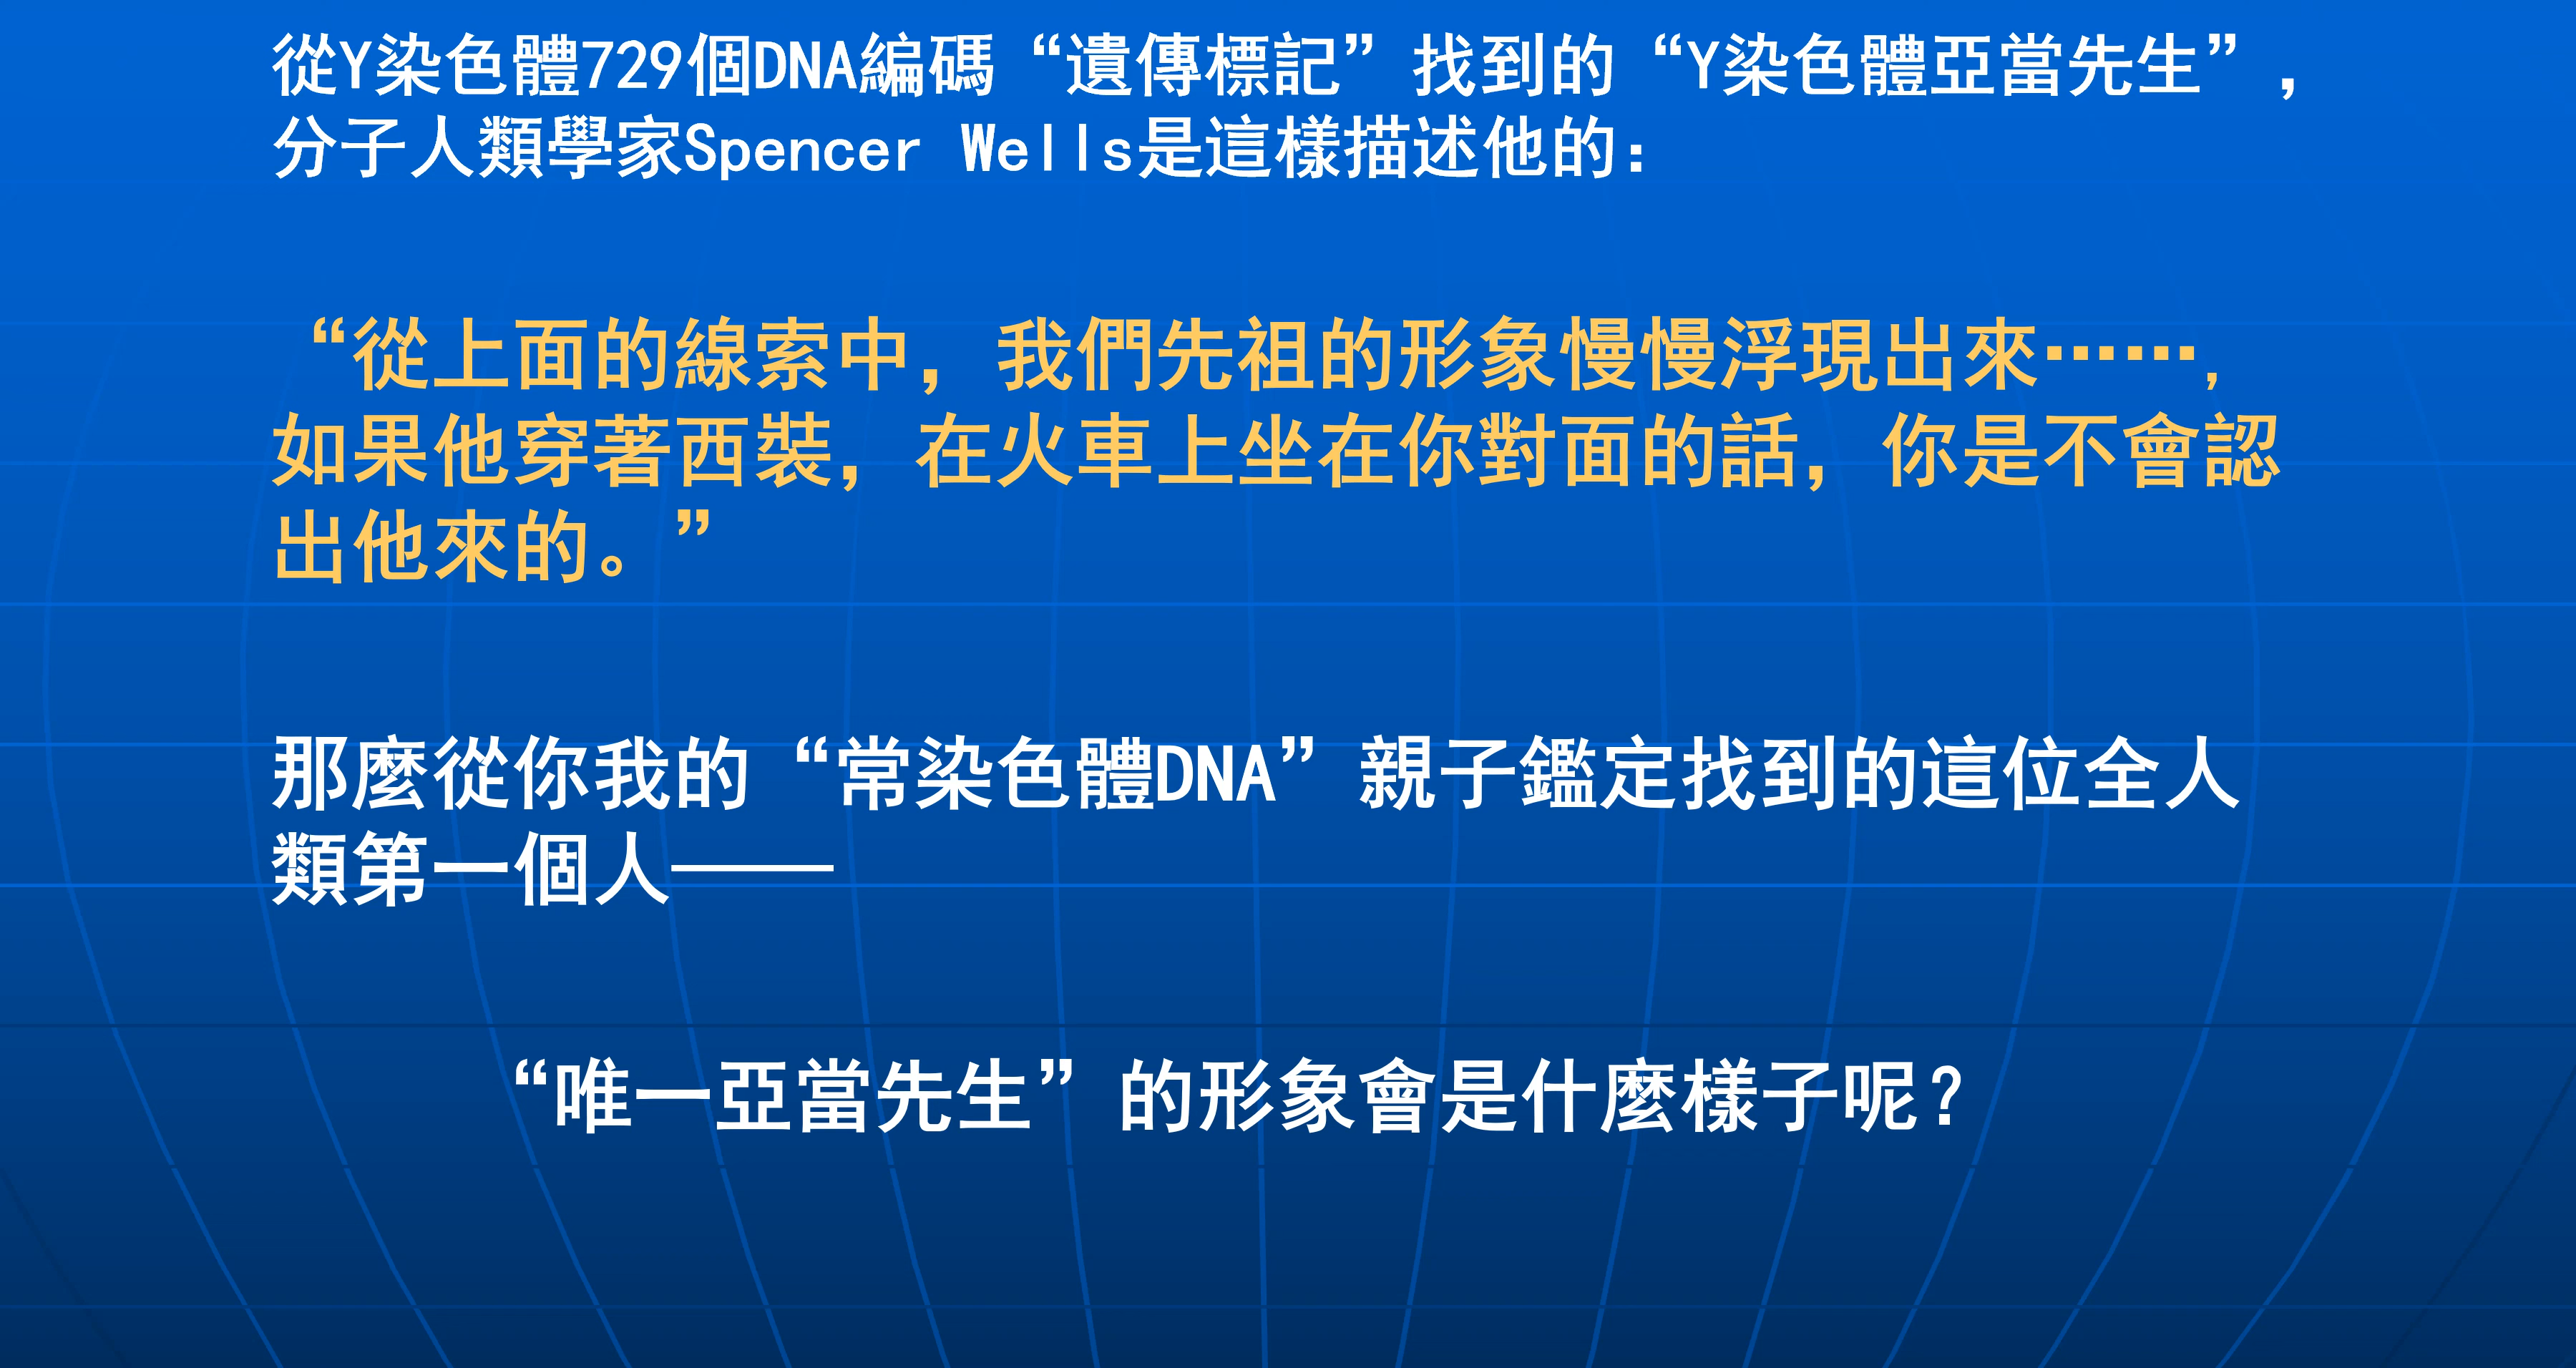 從Y染色體729個DNA編碼“遺傳標記”找到的“Y染色體亞當先生”，
分子人類學家Spencer Wells是這樣描述他的：
“從上面的線索中，我們先祖的形象慢慢浮現出來……,
如果他穿著西裝，在火車上坐在你對面的話，你是不會認
出他來的。”
那麼從你我的“常染色體DNA”親子鑑定找到的這位全人
類第一個人——
“唯一亞當先生”的形象會是什麼樣子呢？